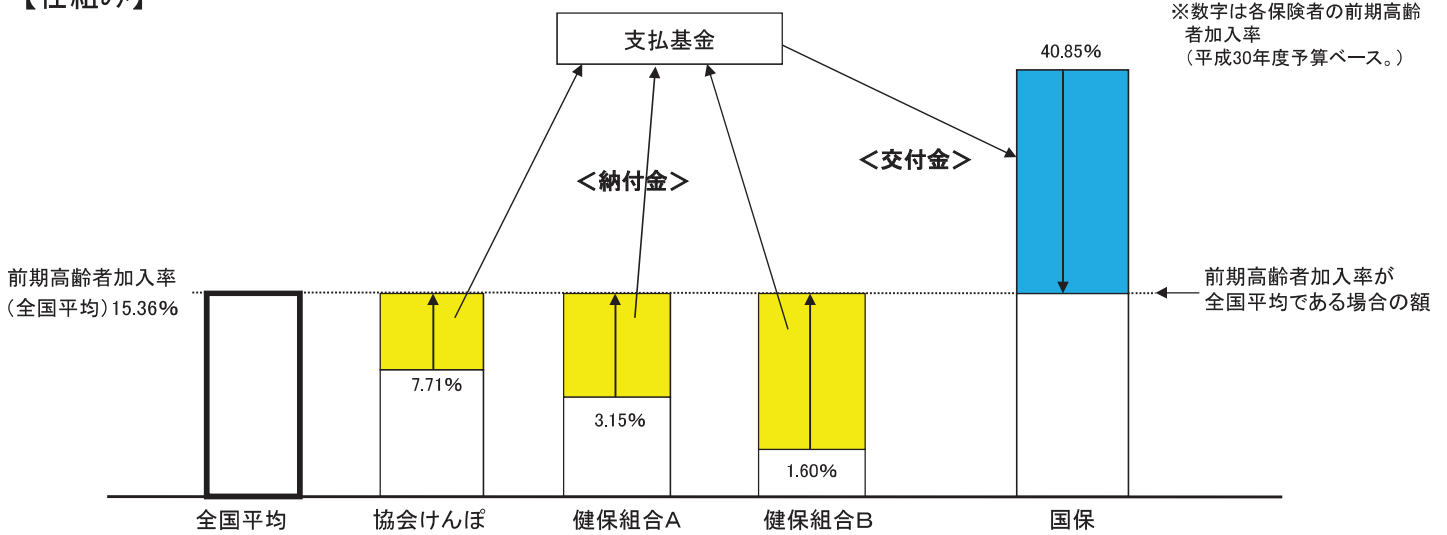 【仕組み】
※数字は各保険者の前期高齢
者加入率
（平成30年度予算ベース。）
支払基金
40.85%
＜交付金＞
＜納付金＞
前期高齢者加入率
（全国平均）15.36%
前期高齢者加入率が
全国平均である場合の額
7.71%
3.15%
1.60%
全国平均
協会けんぽ
健保組合A
健保組合B
国保